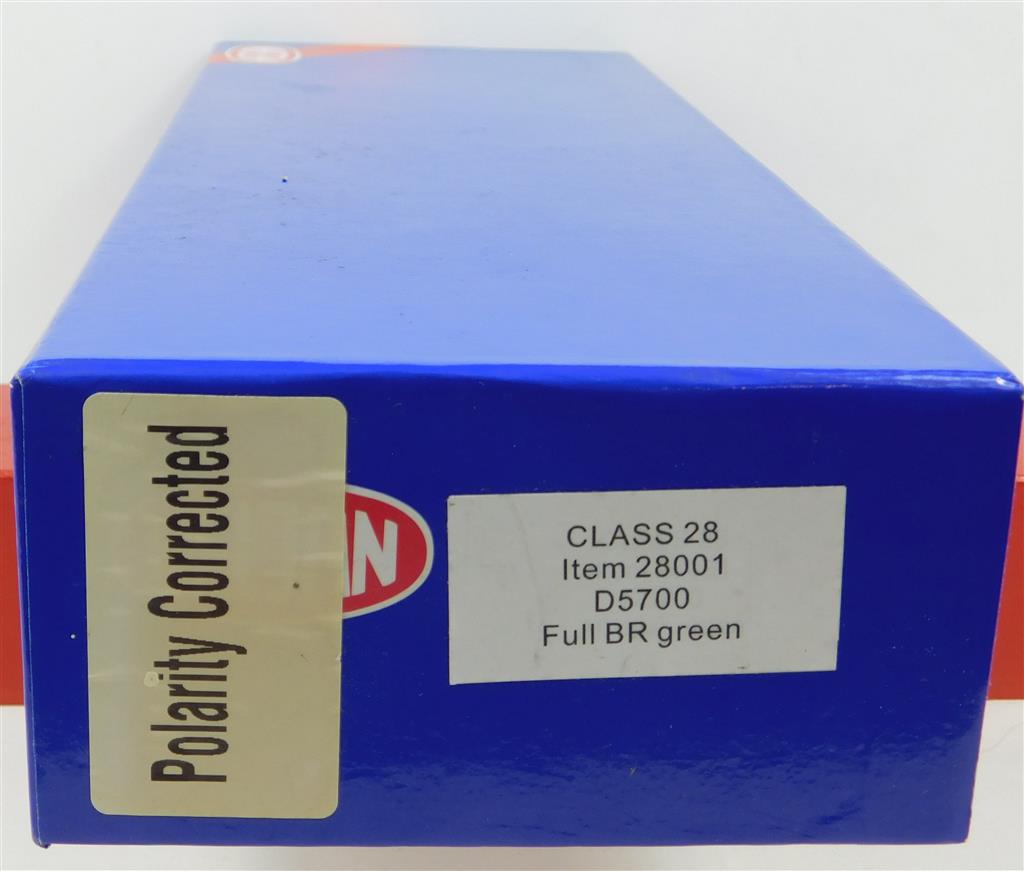 Polarity Corrected
CLASS 28
Item 28001
D5700
Full BR green